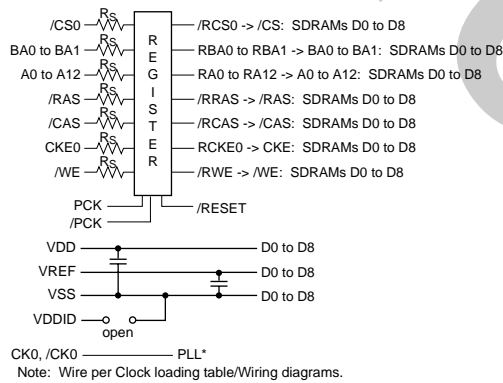 /CS0 RS /RCS0 -> /CS: SDRAMs D0 to D8
BA0 to BA1 RBA0 to RBA1 -> BA0 to BA1: SDRAMs D0 to D8
A0 to A12 RS RA0 to RA12 -> A0 to A12: SDRAMs D0 to D8
/RAS RS /RRAS -> /RAS: SDRAMs D0 to D8
/CAS RS /RCAS -> /CAS: SDRAMs D0 to D8
CKE0 RS RCKE0 -> CKE: SDRAMs D0 to D8
/WE RS /RWE -> /WE: SDRAMs D0 to D8
REGISTER
PCK
/PCK
/RESET
VDD D0 to D8
VREF D0 to D8
VSS D0 to D8
VDDID
open
CK0, /CK0 PLL*
Note: Wire per Clock loading table/Wiring diagrams.